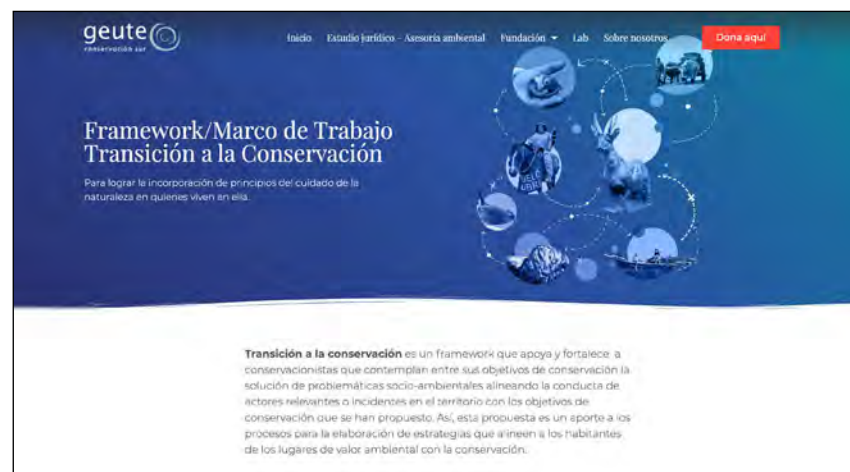 geute
conservación sur
Inicio Estudio jurídico – Asesoría ambiental Fundación Lab Sobre nosotros Dona aquí
Framework/Marco de Trabajo
Transición a la Conservación
Para lograr la incorporación de principios del cuidado de la
naturaleza en quienes viven en ella.
Transición a la conservación es un framework que apoya y fortalece a
conservacionistas que contemplan entre sus objetivos de conservación la
solución de problemáticas socio-ambientales alineando la conducta de
actores relevantes o incidentes en el territorio con los objetivos de
conservación que se han propuesto. Así, esta propuesta es un aporte a los
procesos para la elaboración de estrategias que alineen a los habitantes
de los lugares de valor ambiental con la conservación.